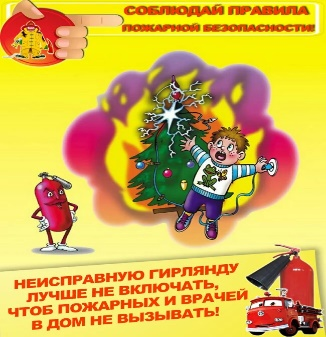 СОБЛЮДАЙ ПРАВИЛА
ПОЖАРНОЙ БЕЗОПАСНОСТИ!
НЕИСПРАВНУЮ ГИРЛЯНДУ
ЛУЧШЕ НЕ ВКЛЮЧАТЬ,
ЧТОБ ПОЖАРНЫХ И ВРАЧЕЙ
В ДОМ НЕ ВЫЗЫВАТЬ!